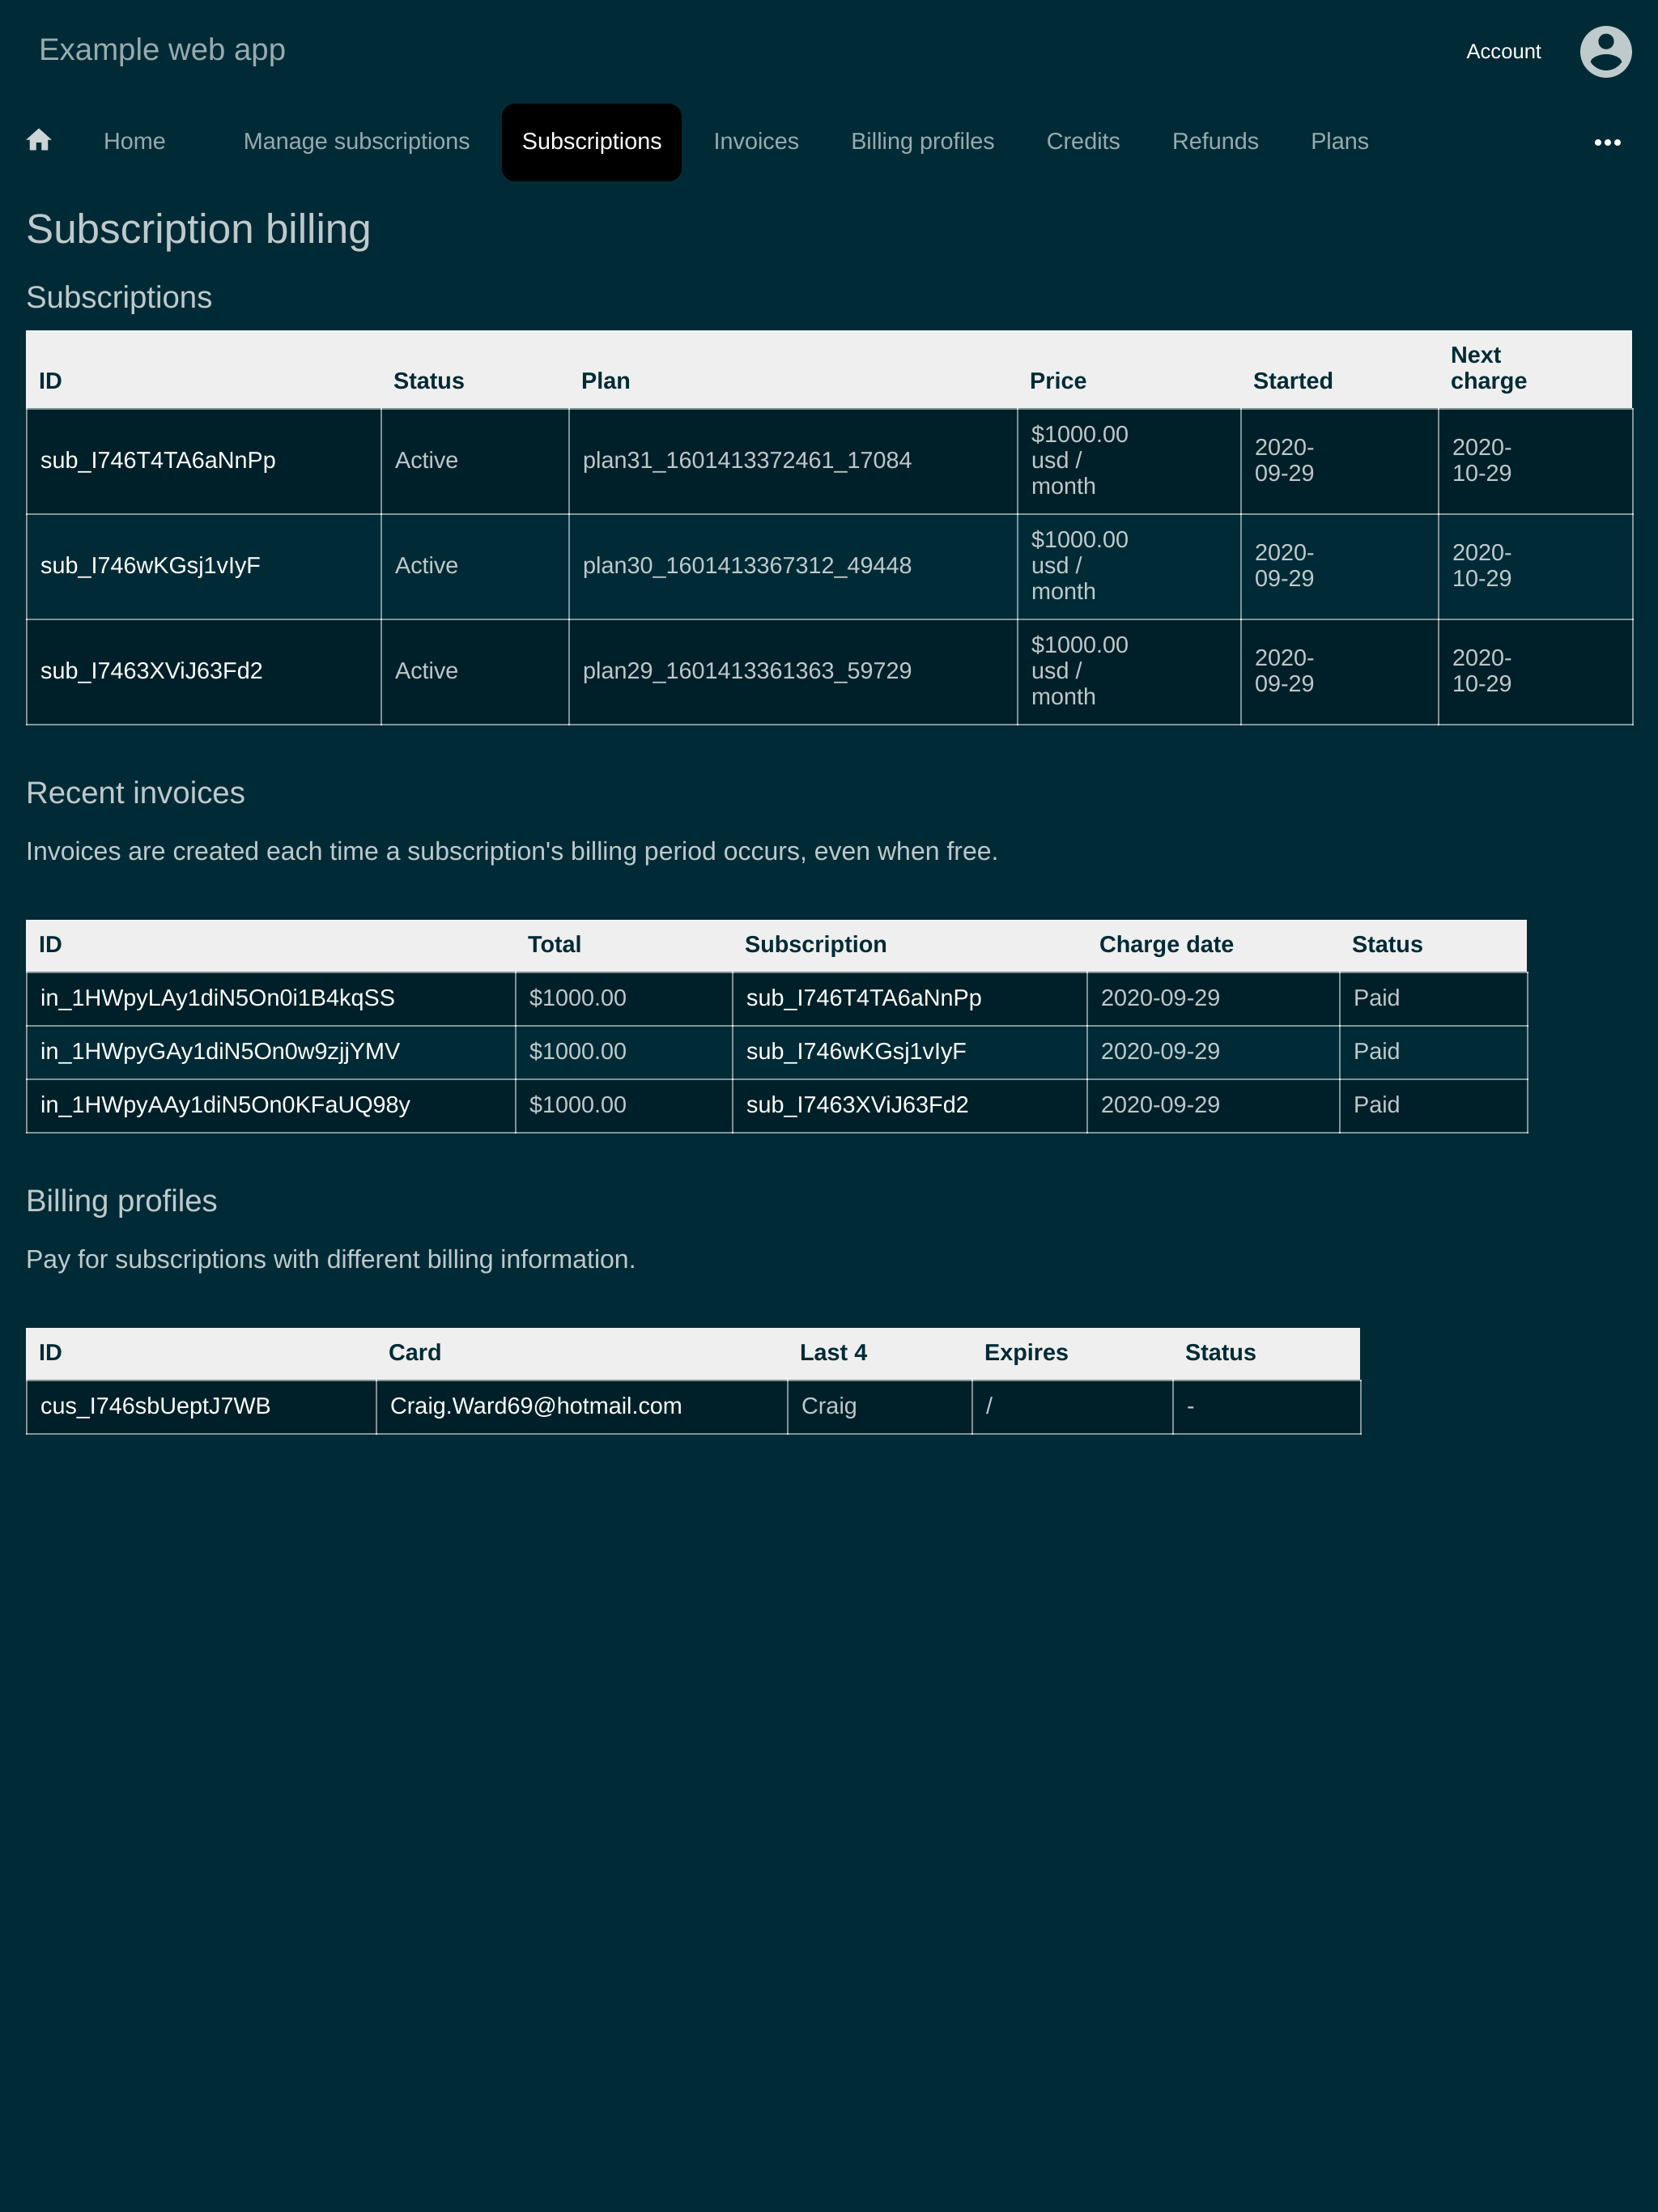 Example web app
Account
Home Manage subscriptions Subscriptions Invoices Billing profiles Credits Refunds Plans
Subscription billing
Subscriptions
ID Status Plan Price Started Next charge
sub_I746T4TA6aNnPp Active plan31_1601413372461_17084 $1000.00 usd / month 2020-09-29 2020-10-29
sub_I746wKGsj1vIyF Active plan30_1601413367312_49448 $1000.00 usd / month 2020-09-29 2020-10-29
sub_I7463XViJ63Fd2 Active plan29_1601413361363_59729 $1000.00 usd / month 2020-09-29 2020-10-29
Recent invoices
Invoices are created each time a subscription's billing period occurs, even when free.
ID Total Subscription Charge date Status
in_1HWpyLAy1diN5On0i1B4kqSS $1000.00 sub_I746T4TA6aNnPp 2020-09-29 Paid
in_1HWpyGAy1diN5On0w9zjjYMV $1000.00 sub_I746wKGsj1vIyF 2020-09-29 Paid
in_1HWpyAAy1diN5On0KFaUQ98y $1000.00 sub_I7463XViJ63Fd2 2020-09-29 Paid
Billing profiles
Pay for subscriptions with different billing information.
ID Card Last 4 Expires Status
cus_I746sbUeptJ7WB Craig.Ward69@hotmail.com Craig / -